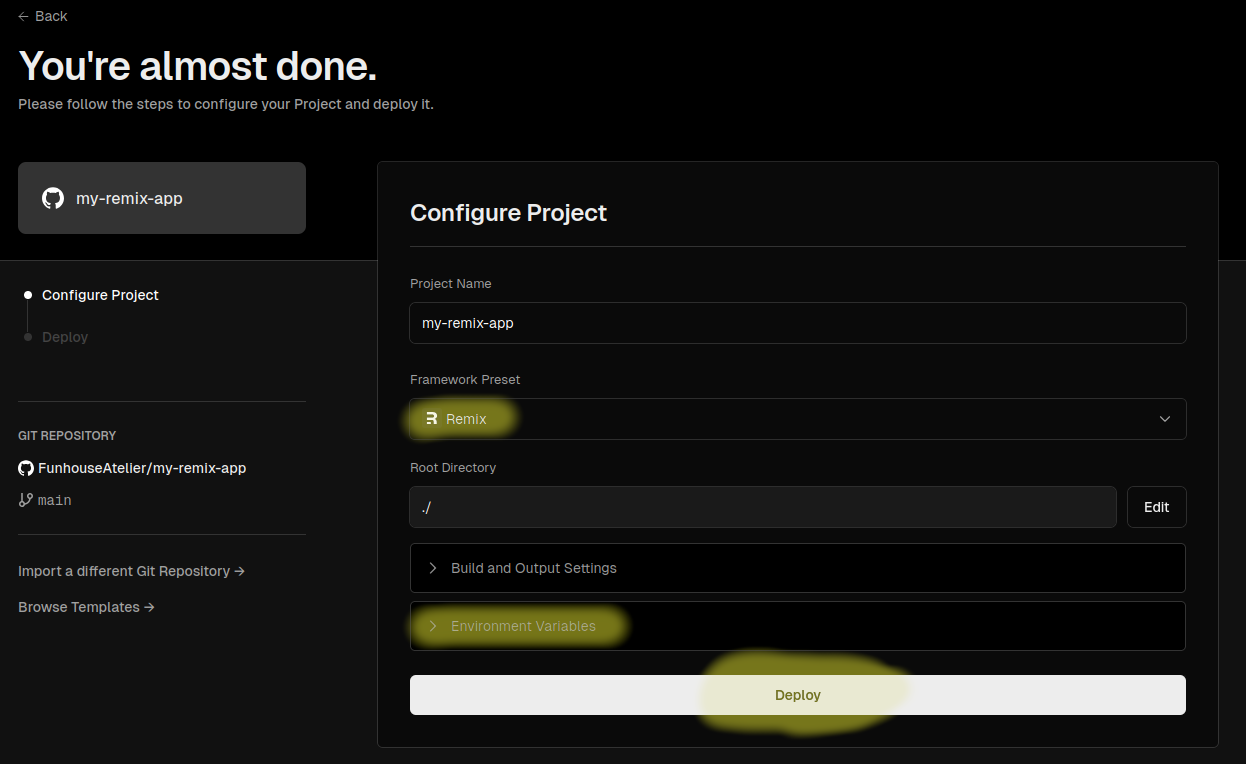 ← Back
You're almost done.
Please follow the steps to configure your Project and deploy it.
my-remix-app
Configure Project
Deploy
GIT REPOSITORY
FunhouseAtelier/my-remix-app
main
Import a different Git Repository →
Browse Templates →
Configure Project
Project Name
my-remix-app
Framework Preset
Remix
Root Directory
./
Edit
Build and Output Settings
Environment Variables
Deploy